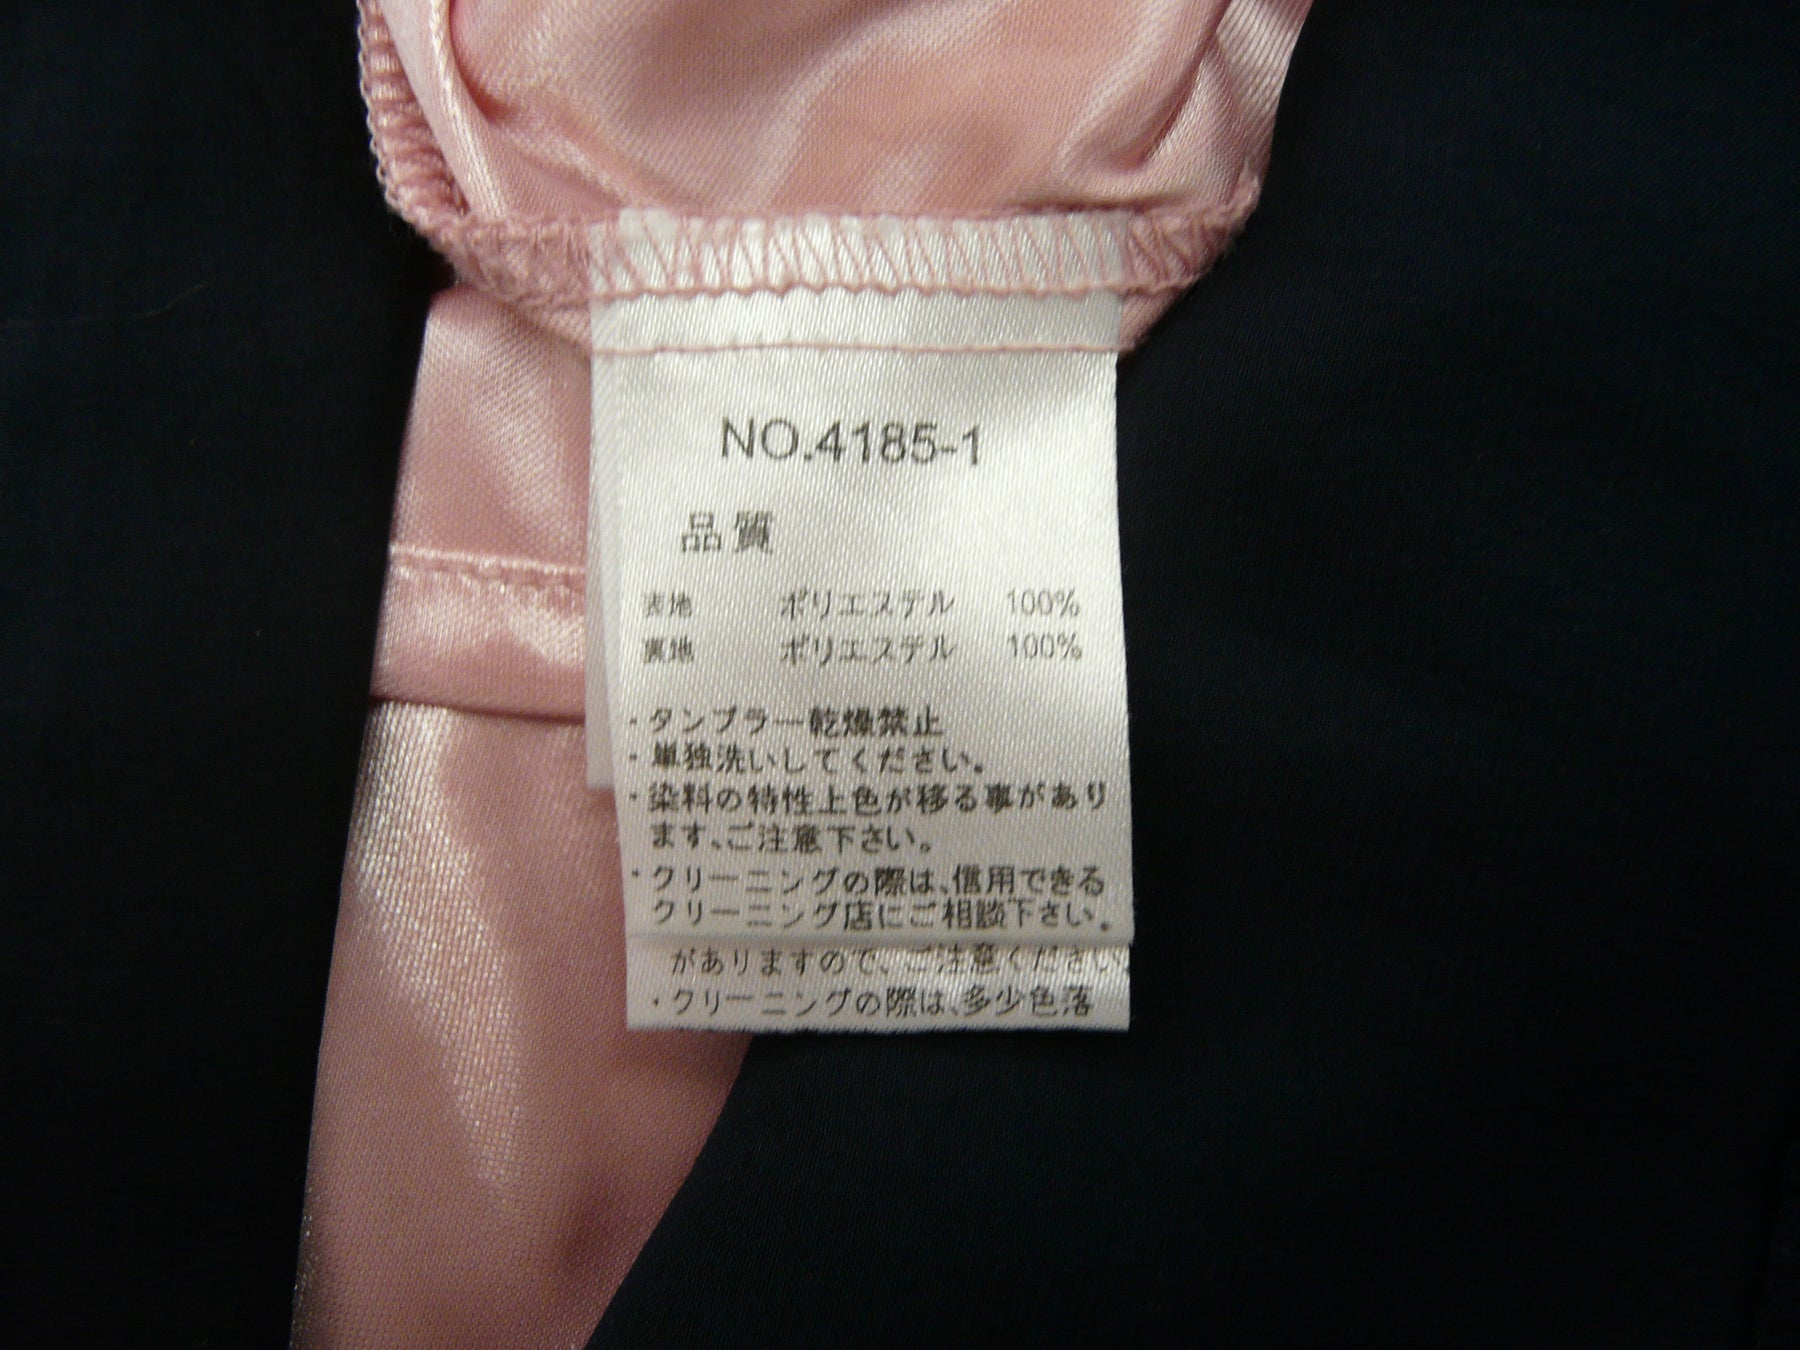 NO.4185-1
品質
表地 ポリエステル 100%
裏地 ポリエステル 100%
・タンブラー乾燥禁止
・単独洗いしてください。
・染料の特性上色が移る事があり
ます、ご注意下さい。
・クリーニングの際は、信用できる
クリーニング店にご相談下さい。
がありますので、ご注意ください
・クリーニングの際は、多少色落